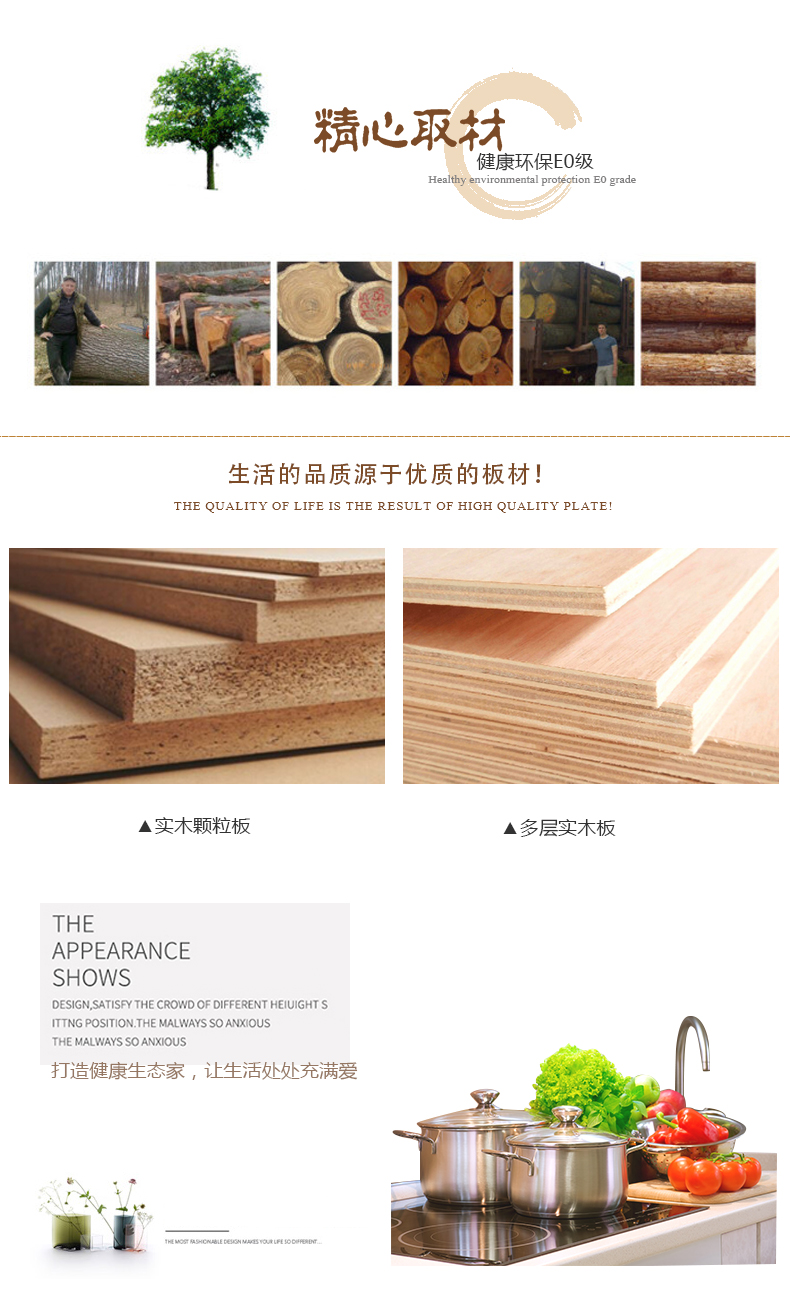 精心取材
健康环保E0级
Healthy environmental protection E0 grade
生活的品质源于优质的板材！
THE QUALITY OF LIFE IS THE RESULT OF HIGH QUALITY PLATE!
▲实木颗粒板
▲多层实木板
THE
APPEARANCE
SHOWS
DESIGN,SATISFY THE CROWD OF DIFFERENT HEIUIGHT S
ITTNG POSITION.THE MALWAYS SO ANXIOUS
THE MALWAYS SO ANXIOUS
打造健康生态家，让生活处处充满爱
THE MOST FASHIONABLE DESIGN MAKES YOUR LIFE SO DIFFERENT...